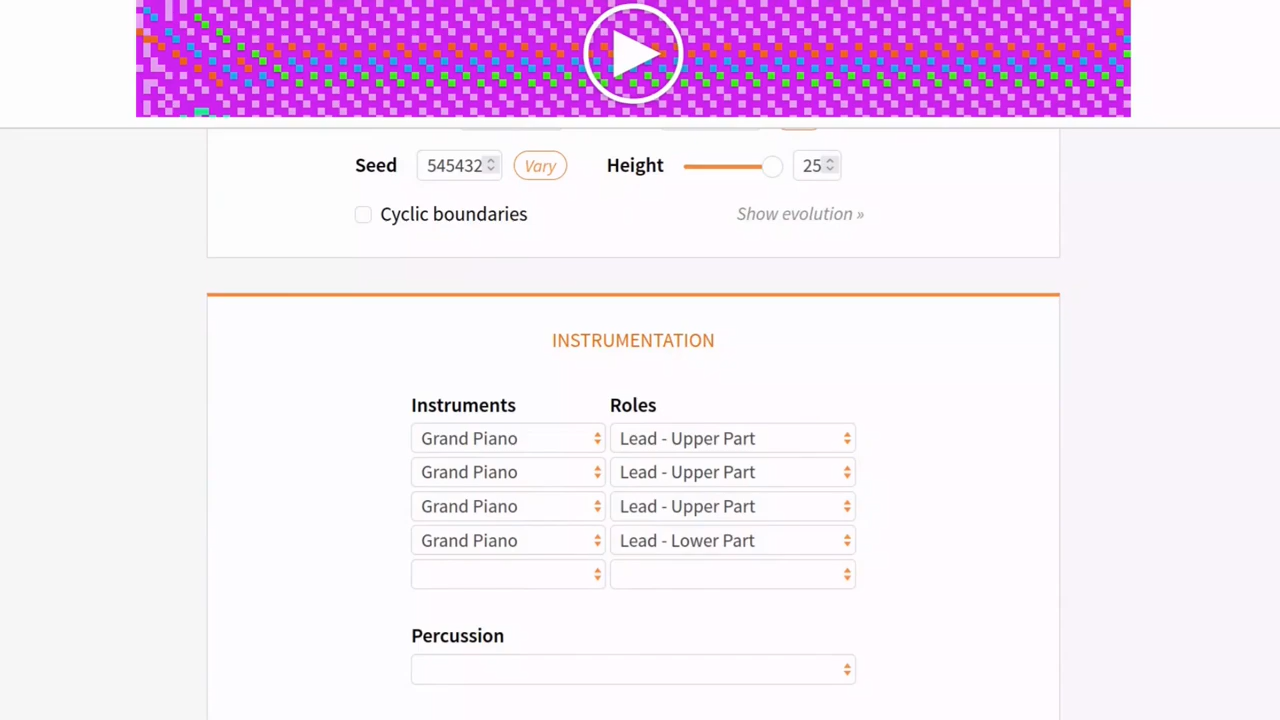 Seed 545432 Vary Height 25
Cyclic boundaries Show evolution »
INSTRUMENTATION
Instruments Roles
Grand Piano Lead - Upper Part
Grand Piano Lead - Upper Part
Grand Piano Lead - Upper Part
Grand Piano Lead - Lower Part
Percussion